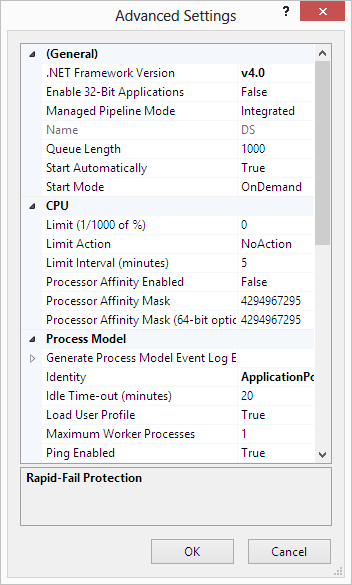 Advanced Settings ? X
(General)
.NET Framework Version v4.0
Enable 32-Bit Applications False
Managed Pipeline Mode Integrated
Name DS
Queue Length 1000
Start Automatically True
Start Mode OnDemand
CPU
Limit (1/1000 of %) 0
Limit Action NoAction
Limit Interval (minutes) 5
Processor Affinity Enabled False
Processor Affinity Mask 4294967295
Processor Affinity Mask (64-bit optio 4294967295
Process Model
Generate Process Model Event Log E
Identity ApplicationPo
Idle Time-out (minutes) 20
Load User Profile True
Maximum Worker Processes 1
Ping Enabled True
Rapid-Fail Protection
OK Cancel